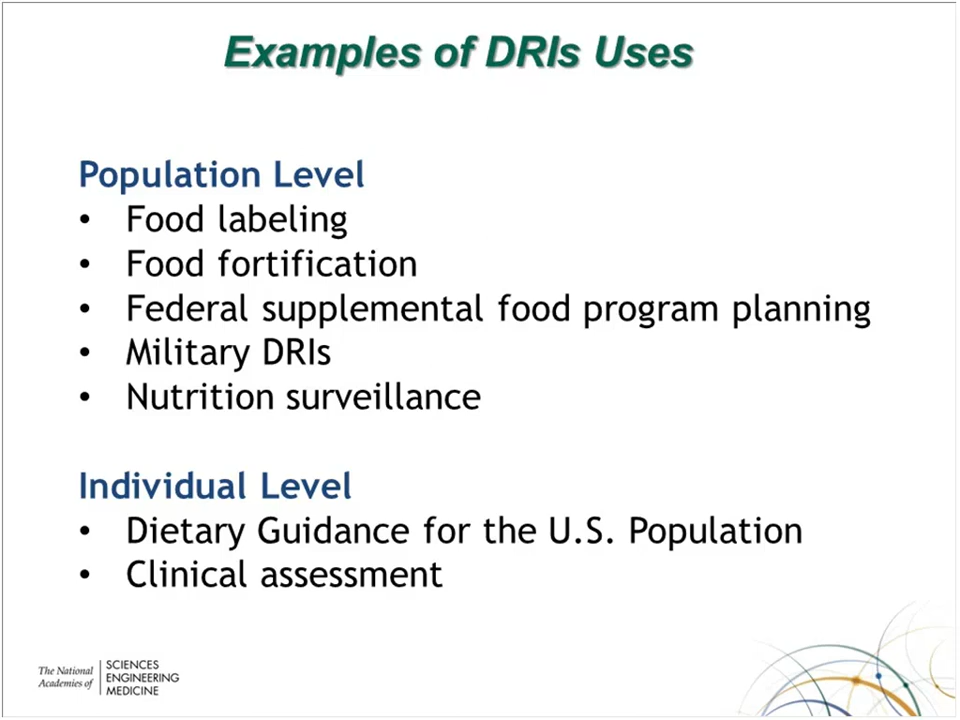 Examples of DRIs Uses
Population Level
• Food labeling
• Food fortification
• Federal supplemental food program planning
• Military DRIs
• Nutrition surveillance
Individual Level
• Dietary Guidance for the U.S. Population
• Clinical assessment
The National
Academies of
SCIENCES
ENGINEERING
MEDICINE